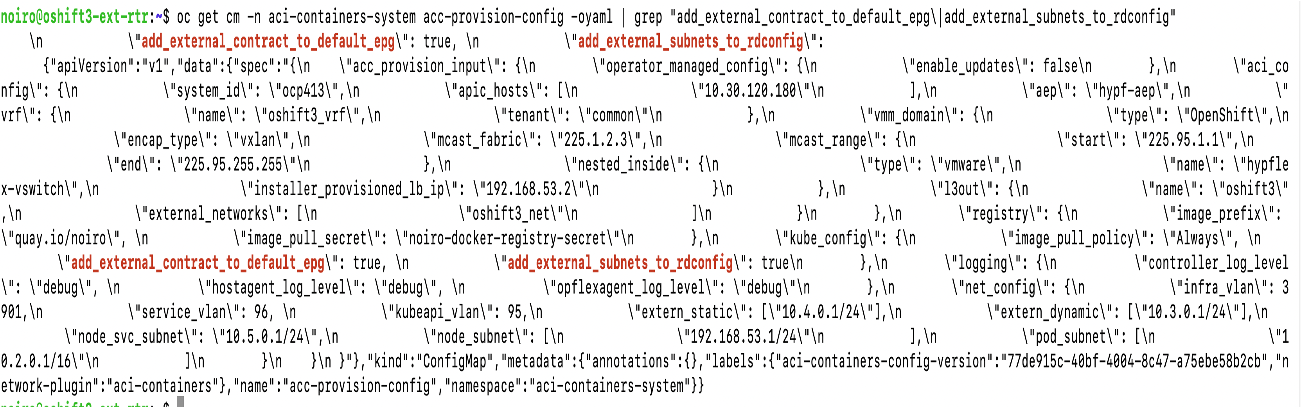 noiro@oshift3-ext-rtr:~$ oc get cm -n aci-containers-system acc-provision-config -oyaml | grep "add_external_contract_to_default_epg\|add_external_subnets_to_rdconfig"
\n \"add_external_contract_to_default_epg\": true, \n \"add_external_subnets_to_rdconfig\":
{"apiVersion":"v1","data":{"spec":"{\n \"acc_provision_input\": {\n \"operator_managed_config\": {\n \"enable_updates\": false\n },\n \"aci_co
nfig\": {\n \"system_id\": \"ocp413\",\n \"apic_hosts\": [\n \"10.30.120.180\"\n ],\n \"aep\": \"hypf-aep\",\n \"
vrf\": {\n \"name\": \"oshift3_vrf\",\n \"tenant\": \"common\"\n },\n \"vmm_domain\": {\n \"type\": \"OpenShift\",\n
\"encap_type\": \"vxlan\",\n \"mcast_fabric\": \"225.1.2.3\",\n \"mcast_range\": {\n \"start\": \"225.95.1.1\",\n
\"end\": \"225.95.255.255\"\n },\n \"nested_inside\": {\n \"type\": \"vmware\",\n \"name\": \"hypfle
x-vswitch\",\n \"installer_provisioned_lb_ip\": \"192.168.53.2\"\n }\n },\n \"l3out\": {\n \"name\": \"oshift3\"
,\n \"external_networks\": [\n \"oshift3_net\"\n ]\n }\n },\n \"registry\": {\n \"image_prefix\":
\"quay.io/noiro\", \n \"image_pull_secret\": \"noiro-docker-registry-secret\"\n },\n \"kube_config\": {\n \"image_pull_policy\": \"Always\", \n
\"add_external_contract_to_default_epg\": true, \n \"add_external_subnets_to_rdconfig\": true\n },\n \"logging\": {\n \"controller_log_level
\": \"debug\", \n \"hostagent_log_level\": \"debug\", \n \"opflexagent_log_level\": \"debug\"\n },\n \"net_config\": {\n \"infra_vlan\": 3
901,\n \"service_vlan\": 96, \n \"kubeapi_vlan\": 95,\n \"extern_static\": [\"10.4.0.1/24\"],\n \"extern_dynamic\": [\"10.3.0.1/24\"],\n
\"node_svc_subnet\": \"10.5.0.1/24\",\n \"node_subnet\": [\n \"192.168.53.1/24\"\n ],\n \"pod_subnet\": [\n \"1
0.2.0.1/16\"\n ]\n }\n }\n }"},"kind":"ConfigMap","metadata":{"annotations":{},"labels":{"aci-containers-config-version":"77de915c-40bf-4004-8c47-a75ebe58b2cb","n
etwork-plugin":"aci-containers"},"name":"acc-provision-config","namespace":"aci-containers-system"}}
noiro@oshift3-ext-rtr:~$